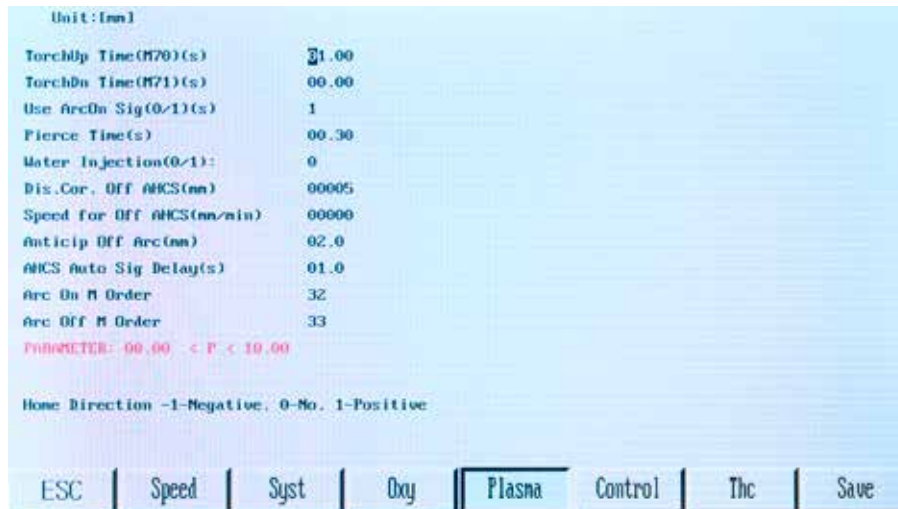 Unit:[mm]
TorchUp Time(M70)(s) 01.00
TorchDn Time(M71)(s) 00.00
Use ArcOn Sig(0/1)(s) 1
Pierce Time(s) 00.30
Water Injection(0/1): 0
Dis.Cor. Off AHCS(mm) 00005
Speed for Off AHCS(mm/min) 00000
Anticip Off Arc(mm) 02.0
AHCS Auto Sig Delay(s) 01.0
Arc On M Order 32
Arc Off M Order 33
PARAMETER: 00.00 < P < 10.00
Home Direction -1-Negative, 0-No, 1-Positive
ESC Speed Syst Oxy Plasma Control Thc Save